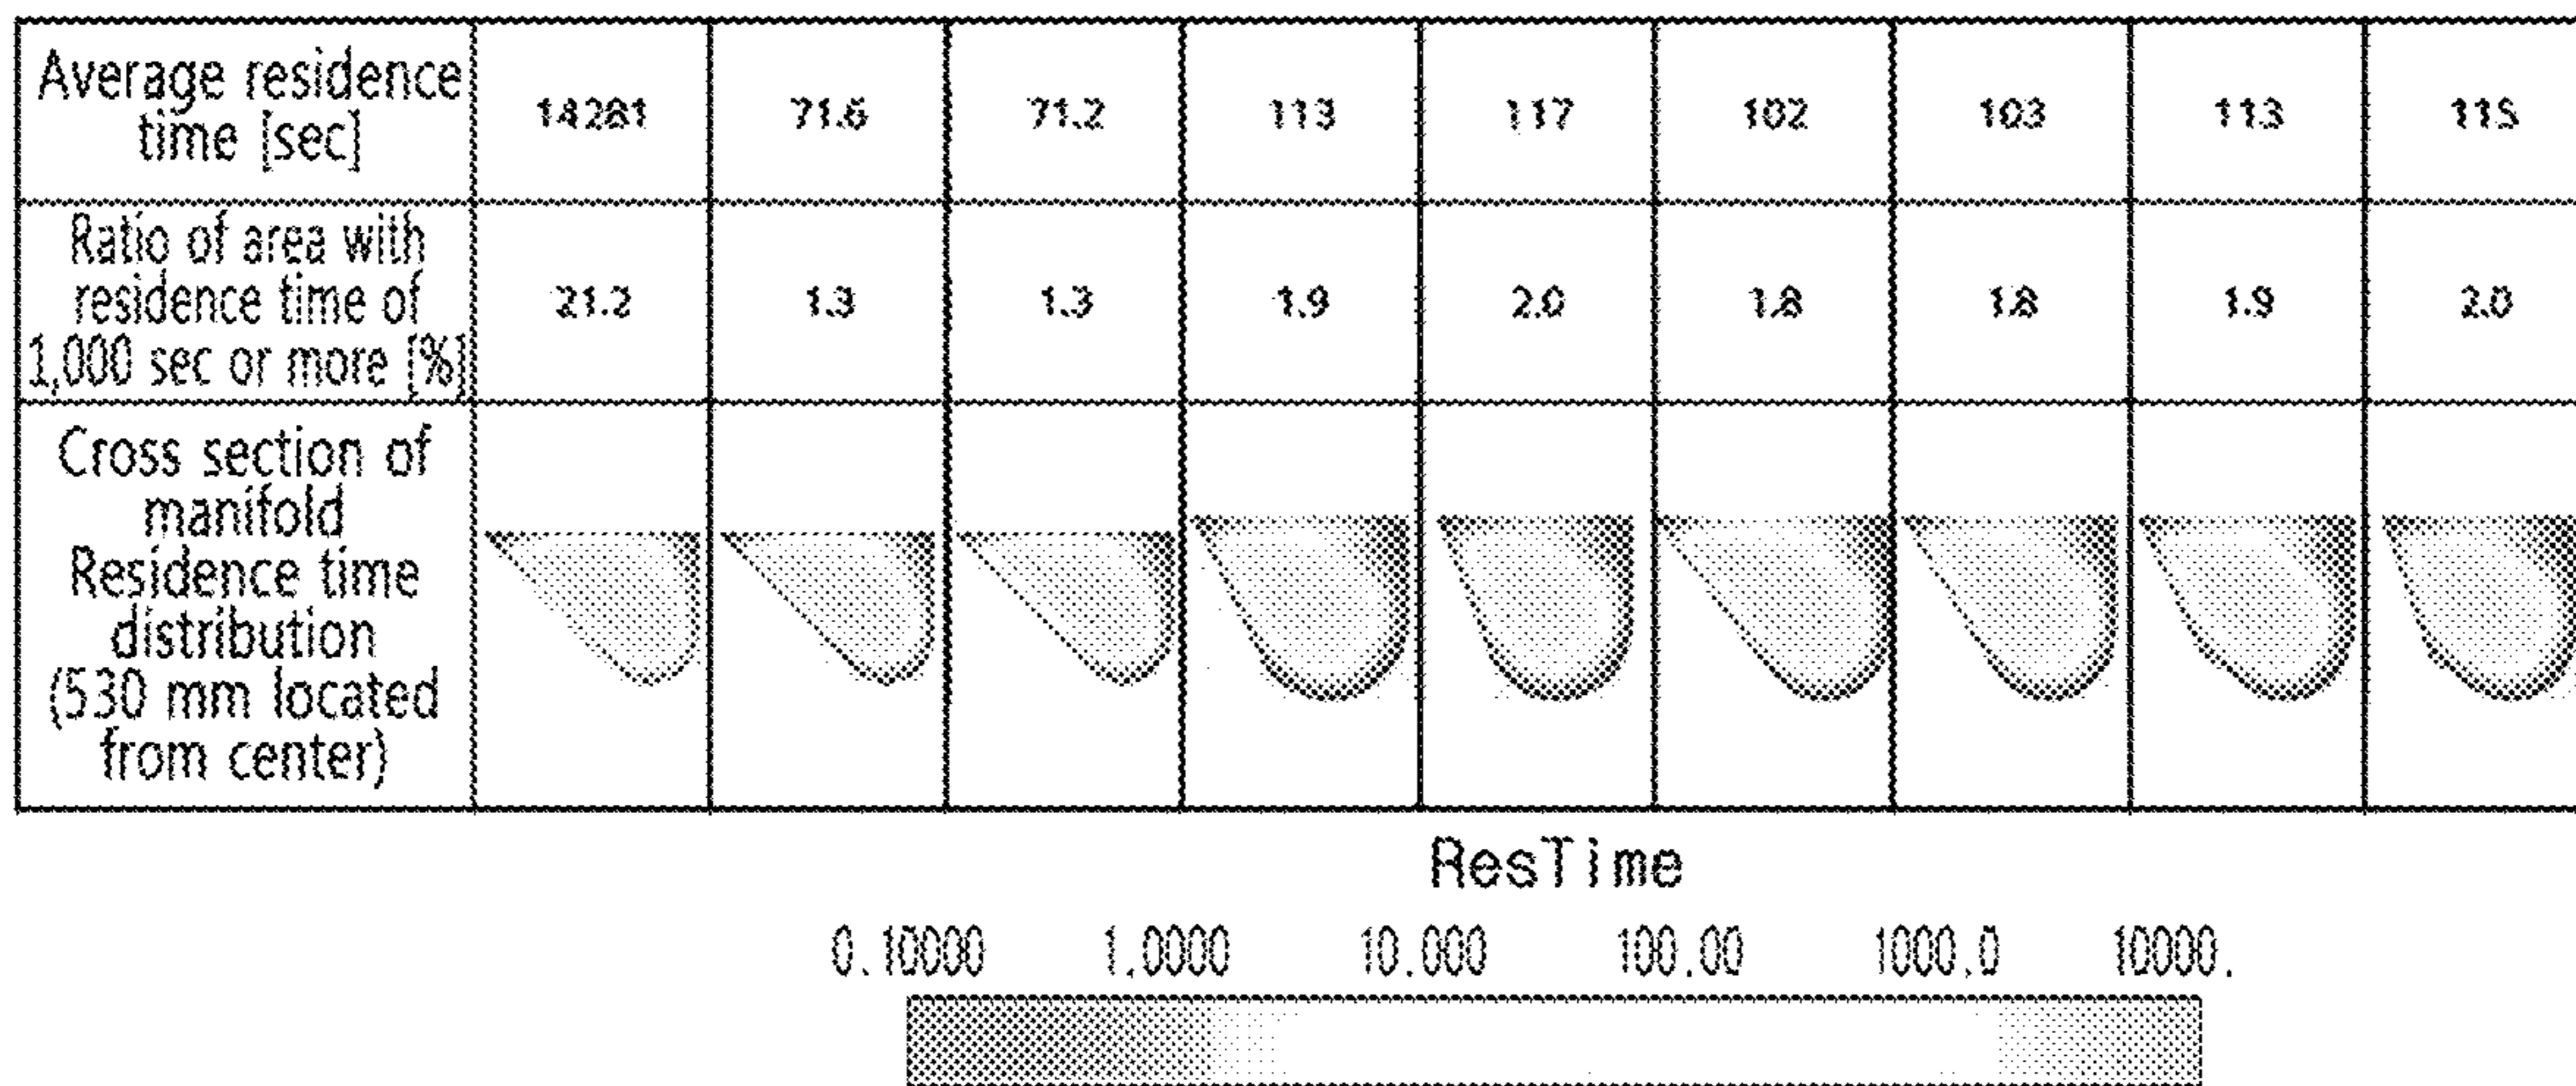 Average residence
time [sec]
14281 71.6 71.2 113 117 102 103 113 115
Ratio of area with
residence time of
1,000 sec or more [%]
21.2 1.3 1.3 1.9 2.0 1.8 1.8 1.9 2.0
Cross section of
manifold
Residence time
distribution
(530 mm located
from center)
ResTime
0.10000 1.0000 10.000 100.00 1000.0 10000.